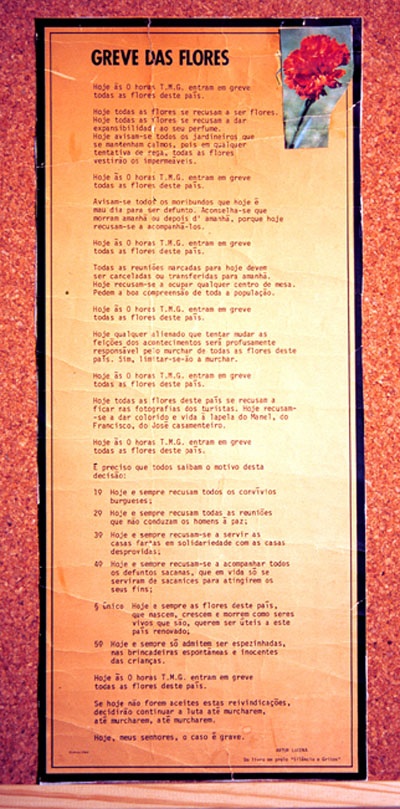 GREVE DAS FLORES
Hoje às 0 horas T.M.G. entram em greve
todas as flores deste país.
Hoje todas as flores se recusam a ser flores.
Hoje todas as flores se recusam a dar
expansibilidade ao seu perfume.
Hoje avisam-se todos os jardineiros que
se mantenham calmos, pois em qualquer
tentativa de rega, todas as flores
vestirão os impermeáveis.
Hoje às 0 horas T.M.G. entram em greve
todas as flores deste país.
Avisam-se todos os moribundos que hoje é
mau dia para ser defunto. Aconselha-se que
morram amanhã ou depois d' amanhã, porque hoje
recusam-se a acompanhá-los.
Hoje às 0 horas T.M.G. entram em greve
todas as flores deste país.
Todas as reuniões marcadas para hoje devem
ser canceladas ou transferidas para amanhã.
Hoje recusam-se a ocupar qualquer centro de mesa.
Pedem a boa compreensão de toda a população.
Hoje às 0 horas T.M.G. entram em greve
todas as flores deste país.
Hoje qualquer alienado que tentar mudar as
feições dos acontecimentos será profusamente
responsável pelo murchar de todas as flores deste
país. Sim, limitar-se-ão a murchar.
Hoje às 0 horas T.M.G. entram em greve
todas as flores deste país.
Hoje todas as flores deste país se recusam a
ficar nas fotografias dos turistas. Hoje recusam-
-se a dar colorido e vida à lapela do Manel, do
Francisco, do José casamenteiro.
Hoje às 0 horas T.M.G. entram em greve
todas as flores deste país.
É preciso que todos saibam o motivo desta
decisão:
1º Hoje e sempre recusam todos os convívios
burgueses;
2º Hoje e sempre recusam todas as reuniões
que não conduzam os homens à paz;
3º Hoje e sempre recusam-se a servir as
casas fartas em solidariedade com as casas
desprovidas;
4º Hoje e sempre recusam-se a acompanhar todos
os defuntos sacanas, que em vida só se
serviram de sacanices para atingirem os
seus fins;
§ único Hoje e sempre as flores deste país,
que nascem, crescem e morrem como seres
vivos que são, querem ser úteis a este
país renovado;
5º Hoje e sempre só admitem ser espezinhadas,
nas brincadeiras espontâneas e inocentes
das crianças.
Hoje às 0 horas T.M.G. entram em greve
todas as flores deste país.
Se hoje não forem aceites estas reivindicações,
decidirão continuar a luta até murcharem,
até murcharem, até murcharem.
Hoje, meus senhores, o caso é grave.
ARTUR LUCENA
Do livro em prelo "Silêncio e Gritos"